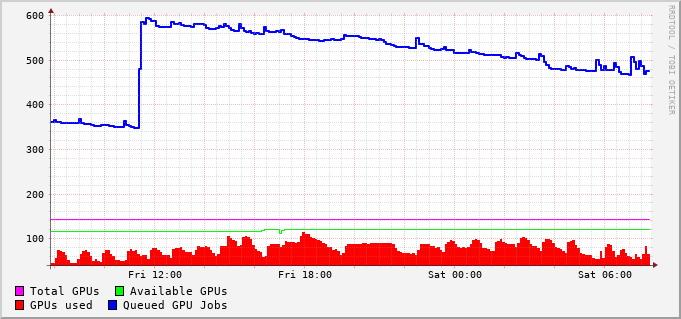 600
500
400
300
200
100
Fri 12:00 Fri 18:00 Sat 00:00 Sat 06:00
Total GPUs Available GPUs
GPUs used Queued GPU Jobs
RRDTOOL / TOBI OETIKER